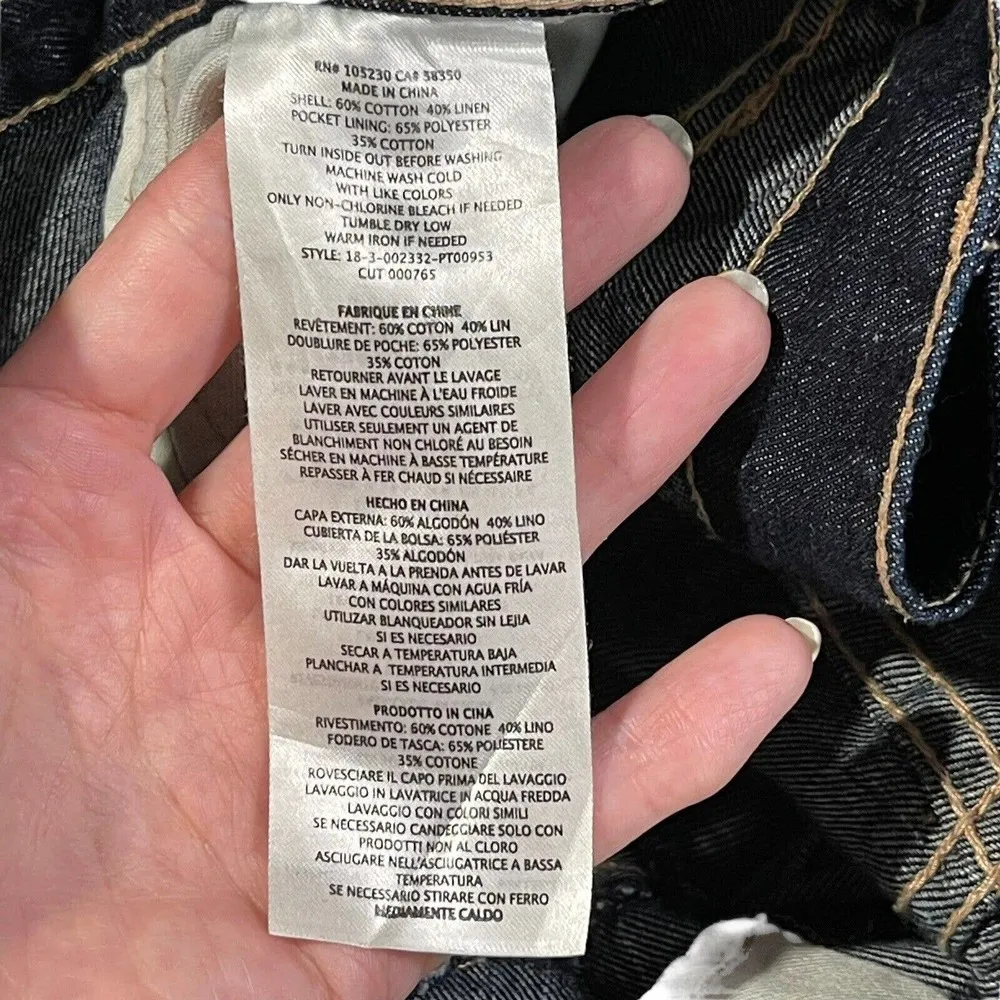 RN# 105230 CA# 38350
MADE IN CHINA
SHELL: 60% COTTON 40% LINEN
POCKET LINING: 65% POLYESTER
35% COTTON
TURN INSIDE OUT BEFORE WASHING
MACHINE WASH COLD
WITH LIKE COLORS
ONLY NON-CHLORINE BLEACH IF NEEDED
TUMBLE DRY LOW
WARM IRON IF NEEDED
STYLE: 18-3-002332-PT00953
CUT 000765
FABRIQUE EN CHINE
REVÊTEMENT: 60% COTON 40% LIN
DOUBLURE DE POCHE: 65% POLYESTER
35% COTON
RETOURNER AVANT LE LAVAGE
LAVER EN MACHINE À L'EAU FROIDE
LAVER AVEC COULEURS SIMILAIRES
UTILISER SEULEMENT UN AGENT DE
BLANCHIMENT NON CHLORÉ AU BESOIN
SÉCHER EN MACHINE À BASSE TEMPÉRATURE
REPASSER À FER CHAUD SI NÉCESSAIRE
HECHO EN CHINA
CAPA EXTERNA: 60% ALGODÓN 40% LINO
CUBIERTA DE LA BOLSA: 65% POLIÉSTER
35% ALGODÓN
DAR LA VUELTA A LA PRENDA ANTES DE LAVAR
LAVAR A MÁQUINA CON AGUA FRÍA
CON COLORES SIMILARES
UTILIZAR BLANQUEADOR SIN LEJIA
SI ES NECESARIO
SECAR A TEMPERATURA BAJA
PLANCHAR A TEMPERATURA INTERMEDIA
SI ES NECESARIO
PRODOTTO IN CINA
RIVESTIMENTO: 60% COTONE 40% LINO
FODERO DE TASCA: 65% POLIESTERE
35% COTONE
ROVESCIARE IL CAPO PRIMA DEL LAVAGGIO
LAVAGGIO IN LAVATRICE IN ACQUA FREDDA
LAVAGGIO CON COLORI SIMILI
SE NECESSARIO CANDEGGIARE SOLO CON
PRODOTTI NON AL CLORO
ASCIUGARE NELL'ASCIUGATRICE A BASSA
TEMPERATURA
SE NECESSARIO STIRARE CON FERRO
MEDIAMENTE CALDO